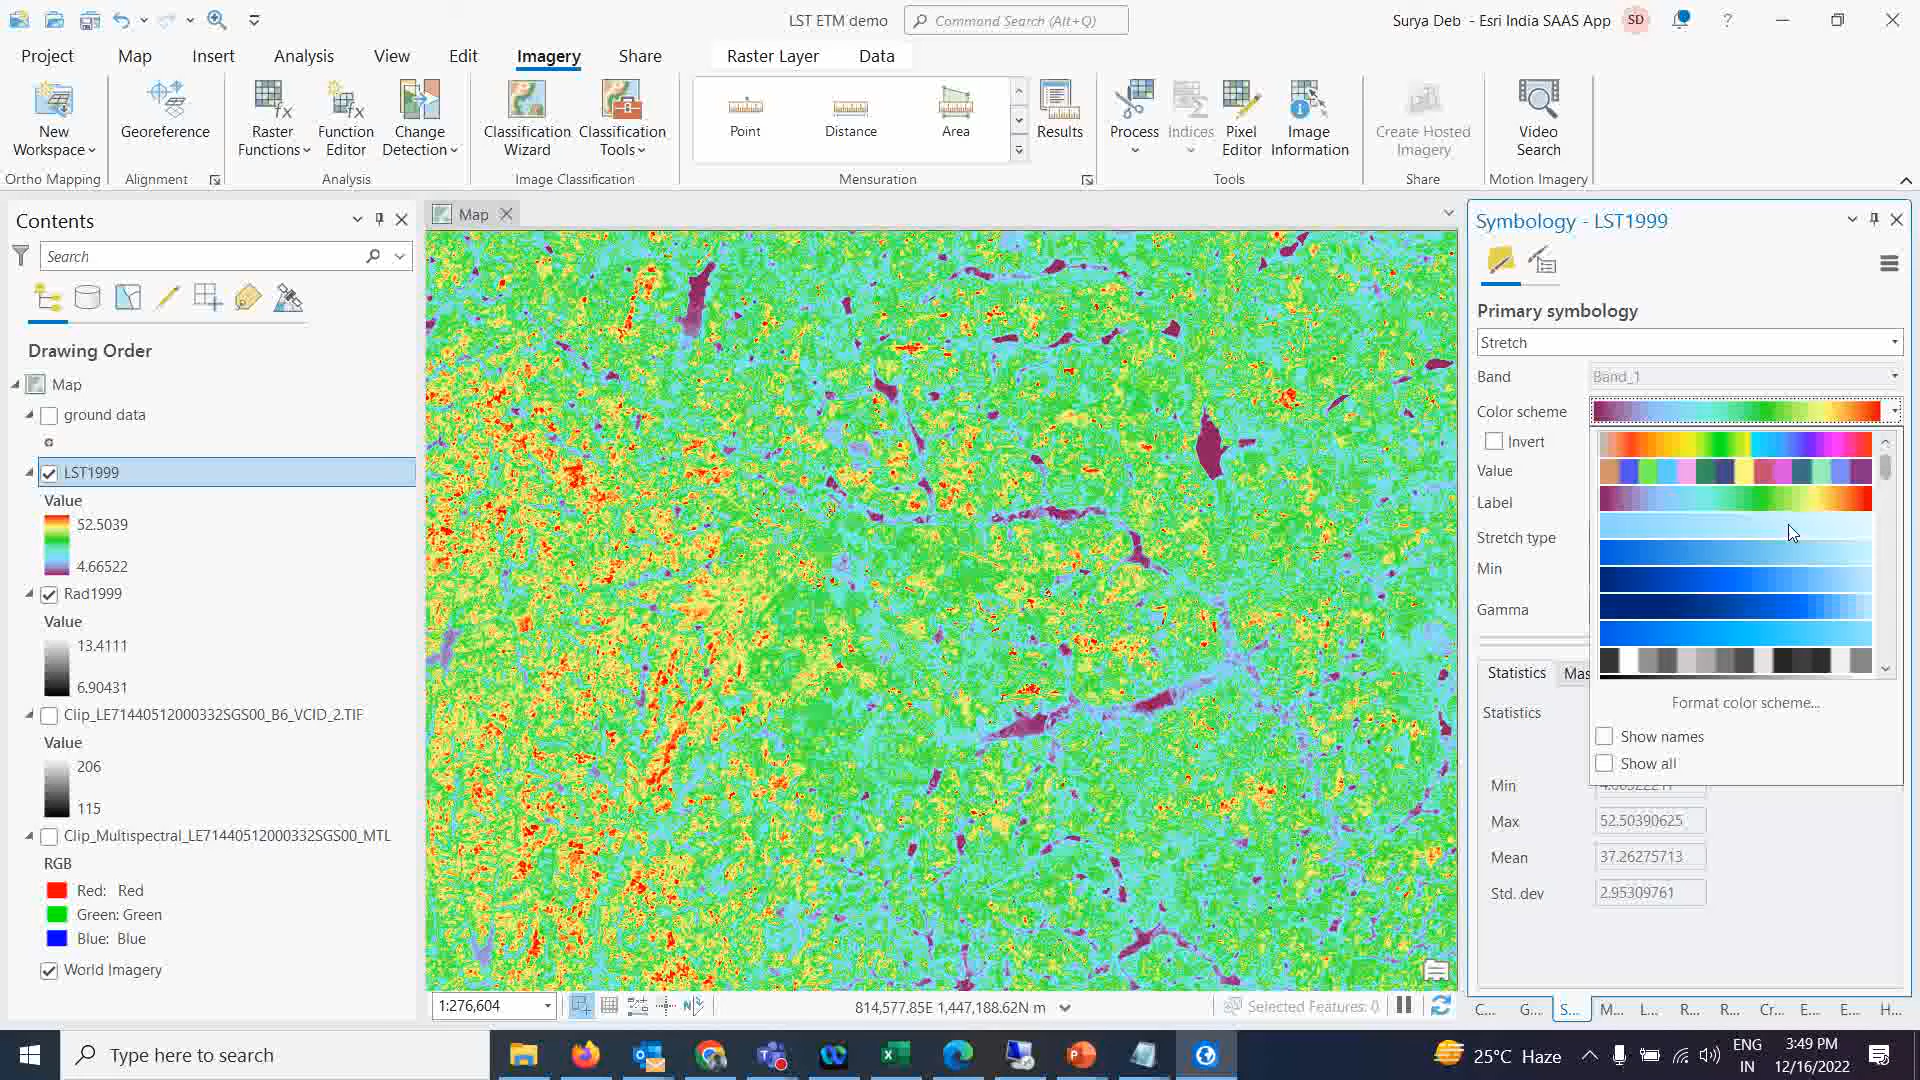 LST ETM demo
Command Search (Alt+Q)
Surya Deb - Esri India SAAS App
SD
?
Project
Map
Insert
Analysis
View
Edit
Imagery
Share
Raster Layer
Data
New Workspace
Georeference
Raster Functions
Function Editor
Change Detection
Classification Wizard
Classification Tools
Point
Distance
Area
Results
Process
Indices
Pixel Editor
Image Information
Create Hosted Imagery
Video Search
Ortho Mapping
Alignment
Analysis
Image Classification
Mensuration
Tools
Share
Motion Imagery
Contents
Search
Drawing Order
Map
ground data
LST1999
Value
52.5039
4.66522
Rad1999
Value
13.4111
6.90431
Clip_LE71440512000332SGS00_B6_VCID_2.TIF
Value
206
115
Clip_Multispectral_LE71440512000332SGS00_MTL
RGB
Red: Red
Green: Green
Blue: Blue
World Imagery
Map
1:276,604
814,577.85E 1,447,188.62N m
Selected Features: 0
Symbology - LST1999
Primary symbology
Stretch
Band
Band_1
Color scheme
Invert
Value
Label
Stretch type
Min
Gamma
Statistics
Mas
Statistics
Format color scheme...
Show names
Show all
Min
Max
52.50390625
Mean
37.26275713
Std. dev
2.95309761
C...
G...
S...
M...
L...
R...
R...
Cr...
E...
E...
H...
Type here to search
25°C Haze
ENG
IN
3:49 PM
12/16/2022